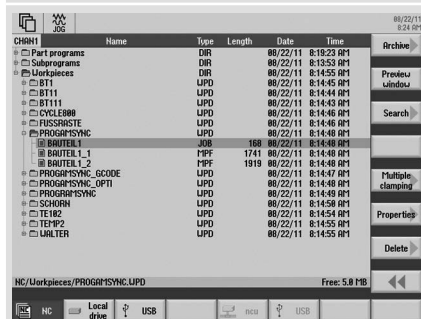 JOG
08/22/11
8:24 AM
CHAN1 Name Type Length Date Time
Part programs DIR 08/22/11 8:19:23 AM
Subprograms DIR 08/22/11 8:13:53 AM
Workpieces DIR 08/22/11 8:14:55 AM
BT1 WPD 08/22/11 8:14:45 AM
BT11 WPD 08/22/11 8:14:44 AM
BT111 WPD 08/22/11 8:14:43 AM
CYCLE800 WPD 08/22/11 8:14:46 AM
FUSSRASTE WPD 08/22/11 8:14:46 AM
PROGAMSYNC WPD 08/22/11 8:14:48 AM
BAUTEIL1 JOB 168 08/22/11 8:14:48 AM
BAUTEIL1_1 MPF 1741 08/22/11 8:14:48 AM
BAUTEIL1_2 MPF 1919 08/22/11 8:14:48 AM
PROGAMSYNC_GCODE WPD 08/22/11 8:14:47 AM
PROGAMSYNC_OPTI WPD 08/22/11 8:14:48 AM
PROGRAMSYNC WPD 08/22/11 8:14:49 AM
SCHORN WPD 08/22/11 8:14:50 AM
TE102 WPD 08/22/11 8:14:54 AM
TEMP2 WPD 08/22/11 8:14:55 AM
WALTER WPD 08/22/11 8:14:55 AM
NC/Workpieces/PROGAMSYNC.WPD Free: 5.0 MB
Archive
Preview
window
Search
Multiple
clamping
Properties
Delete
NC
Local
drive
USB
ncu
USB